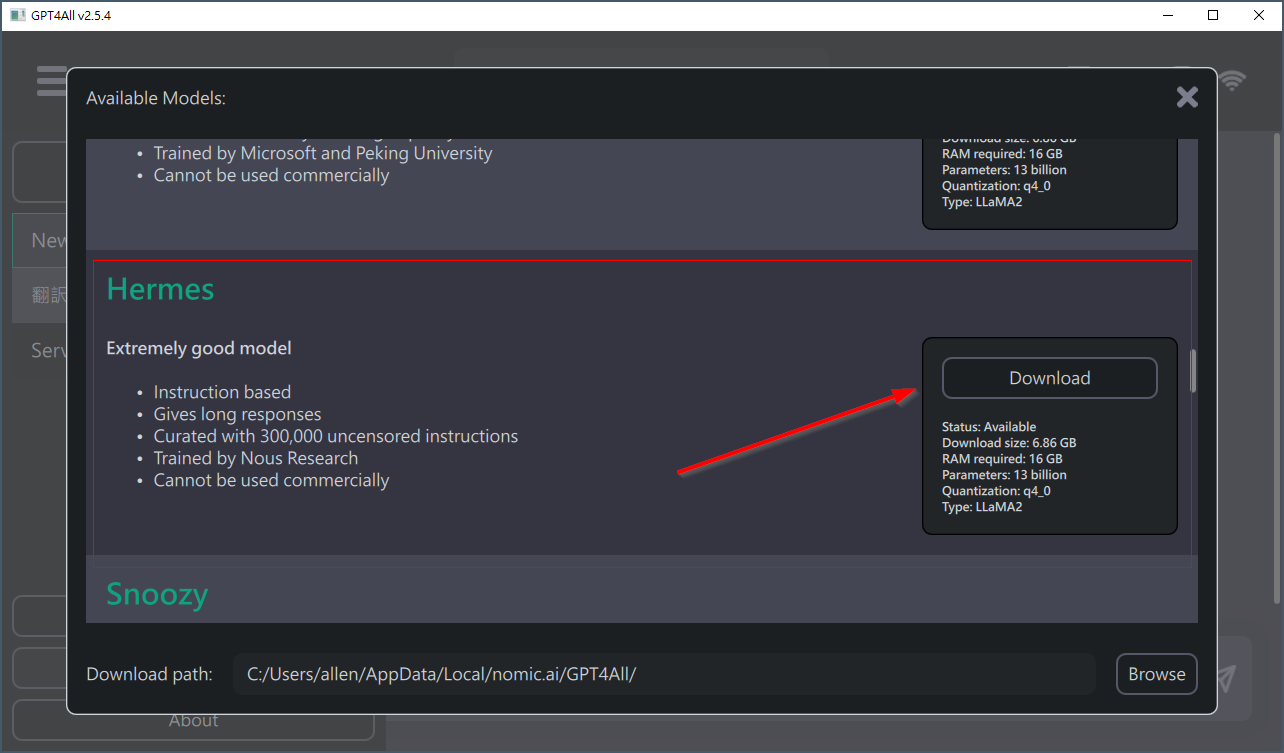 GPT4All v2.5.4
Available Models:
Trained by Microsoft and Peking University
Cannot be used commercially
Download size: 6.86 GB
RAM required: 16 GB
Parameters: 13 billion
Quantization: q4_0
Type: LLaMA2
New
翻訳
Serv
Hermes
Extremely good model
Instruction based
Gives long responses
Curated with 300,000 uncensored instructions
Trained by Nous Research
Cannot be used commercially
Download
Status: Available
Download size: 6.86 GB
RAM required: 16 GB
Parameters: 13 billion
Quantization: q4_0
Type: LLaMA2
Snoozy
Download path:
C:/Users/allen/AppData/Local/nomic.ai/GPT4All/
Browse
About